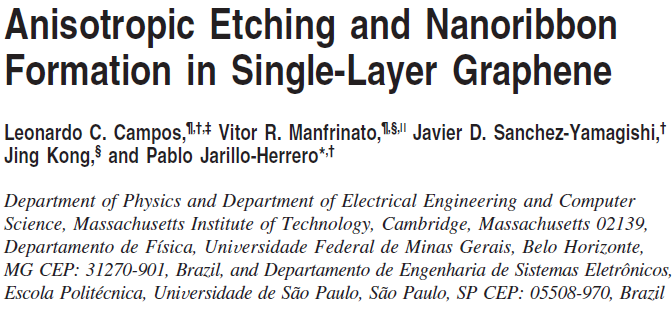 Anisotropic Etching and Nanoribbon
Formation in Single-Layer Graphene
Leonardo C. Campos,¶,†,‡ Vitor R. Manfrinato,¶,§,|| Javier D. Sanchez-Yamagishi,†
Jing Kong,§ and Pablo Jarillo-Herrero*,†
Department of Physics and Department of Electrical Engineering and Computer
Science, Massachusetts Institute of Technology, Cambridge, Massachusetts 02139,
Departamento de Física, Universidade Federal de Minas Gerais, Belo Horizonte,
MG CEP: 31270-901, Brazil, and Departamento de Engenharia de Sistemas Eletrônicos,
Escola Politécnica, Universidade de São Paulo, São Paulo, SP CEP: 05508-970, Brazil